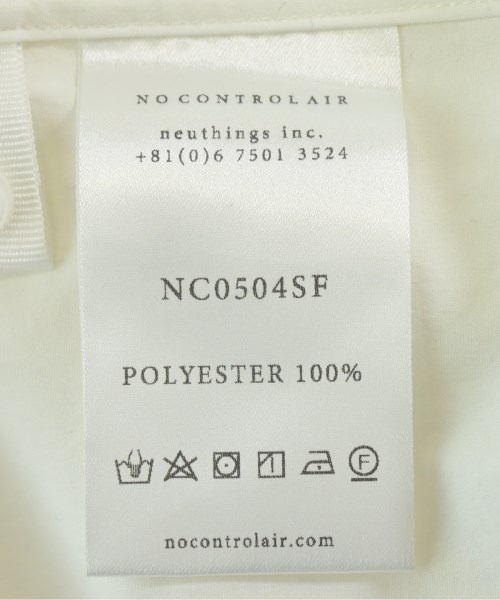 NO CONTROL AIR
neuthings inc.
+81(0)6 7501 3524
NC0504SF
POLYESTER 100%
F
nocontrolair.com